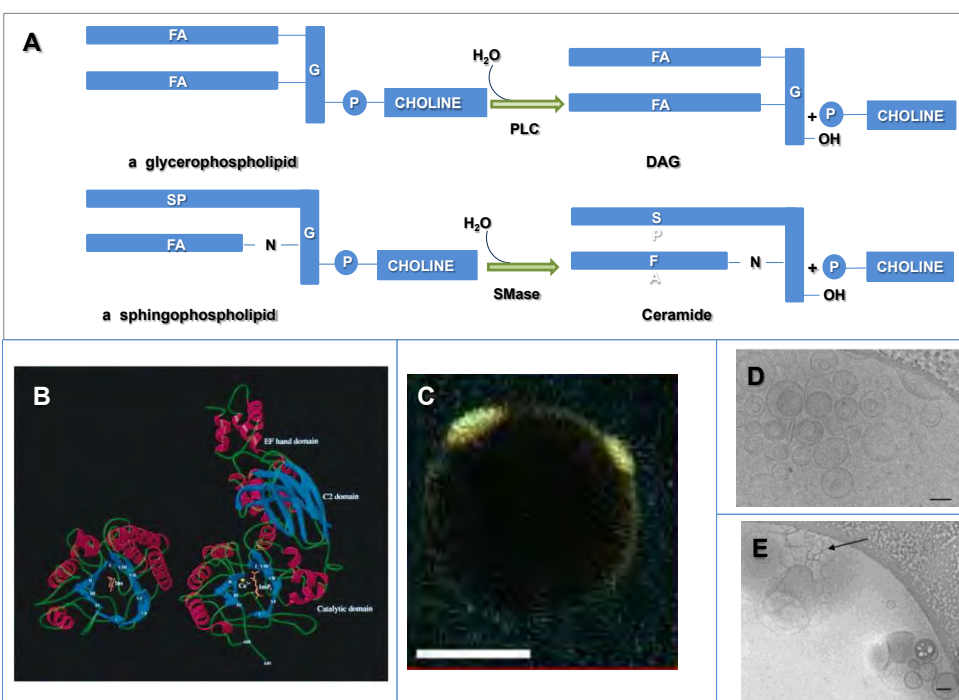 A
FA
FA
G
P
CHOLINE
H2O
PLC
FA
FA
G
+
P
CHOLINE
OH
a glycerophospholipid
DAG
SP
FA
N
G
P
CHOLINE
H2O
SMase
S
P
F
A
N
+
P
CHOLINE
OH
a sphingophospholipid
Ceramide
B
EF hand domain
C2 domain
Catalytic domain
C
D
E